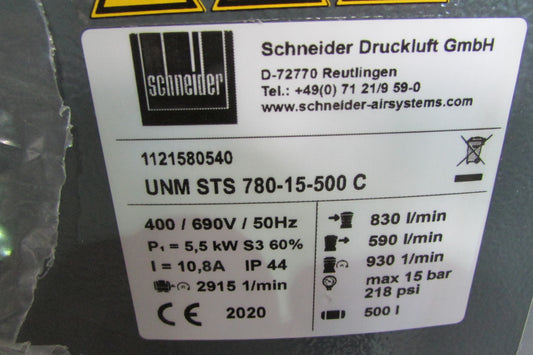 schneider
Schneider Druckluft GmbH
D-72770 Reutlingen
Tel.: +49(0) 71 21/9 59-0
www.schneider-airsystems.com
1121580540
UNM STS 780-15-500 C
400 / 690V / 50Hz
P₁ = 5,5 kW S3 60%
I = 10,8A IP 44
2915 1/min
CE 2020
830 l/min
590 l/min
930 1/min
max 15 bar
218 psi
500 l